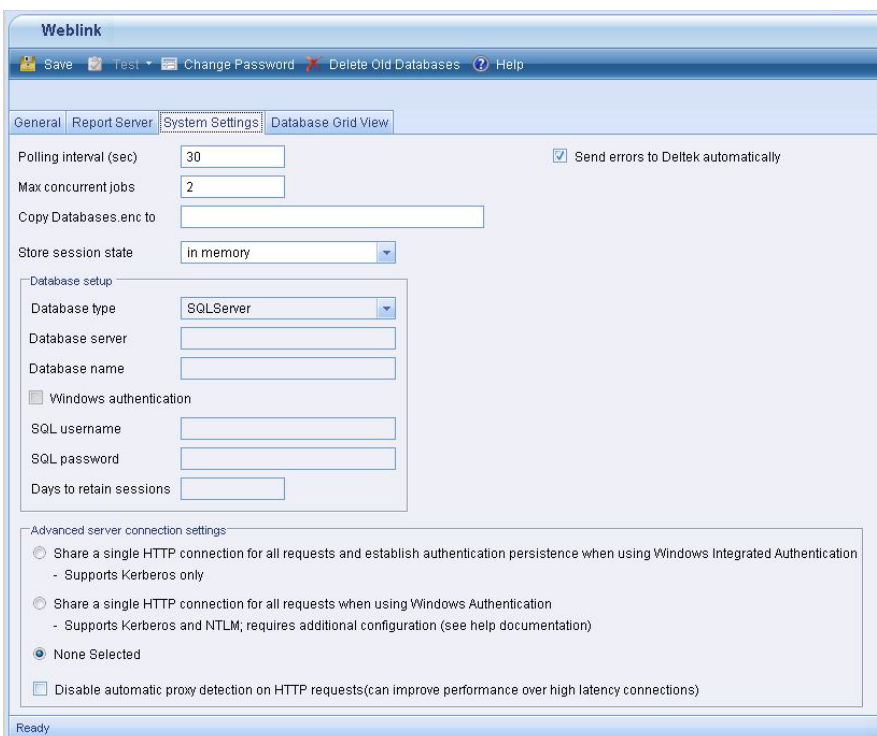 Weblink
Save Test Change Password Delete Old Databases Help
General Report Server System Settings Database Grid View
Polling interval (sec) 30 Send errors to Deltek automatically
Max concurrent jobs 2
Copy Databases.enc to
Store session state in memory
Database setup
Database type SQLServer
Database server
Database name
Windows authentication
SQL username
SQL password
Days to retain sessions
Advanced server connection settings
Share a single HTTP connection for all requests and establish authentication persistence when using Windows Integrated Authentication
- Supports Kerberos only
Share a single HTTP connection for all requests when using Windows Authentication
- Supports Kerberos and NTLM; requires additional configuration (see help documentation)
None Selected
Disable automatic proxy detection on HTTP requests(can improve performance over high latency connections)
Ready